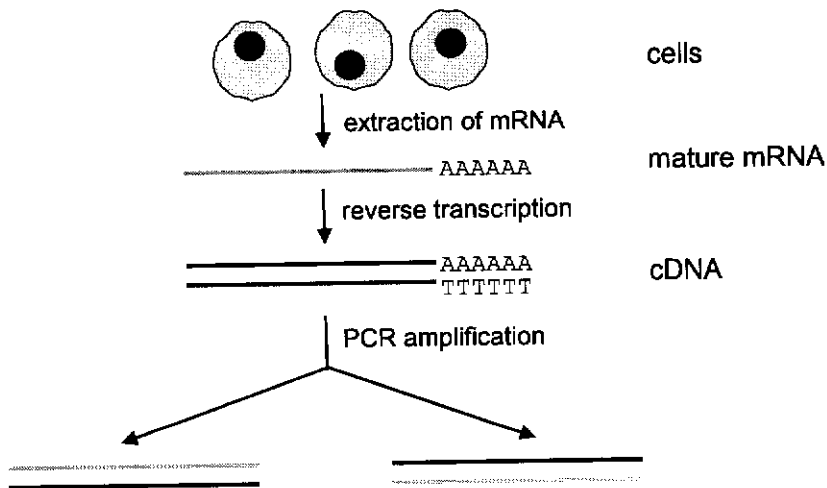 cells
extraction of mRNA
AAAAAA
mature mRNA
reverse transcription
AAAAAA
TTTTTT
cDNA
PCR amplification